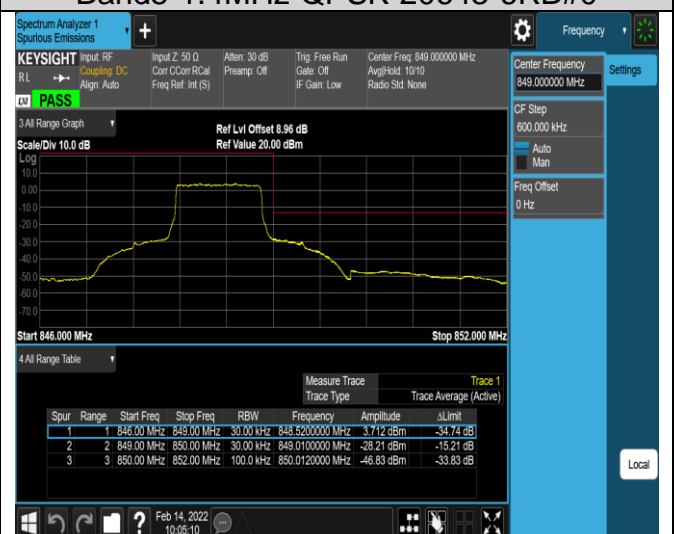 Band5-1.4MHz-QPSK-20643-6RB#0
Spectrum Analyzer 1
Spurious Emissions
Frequency
KEYSIGHT Input: RF Input Z: 50 Ω Atten: 30 dB Trig: Free Run Center Freq: 849.000000 MHz
RL Coupling: DC Corr CCorr RCal Preamp: Off Gate: Off Avg|Hold: 10/10
Align: Auto Freq Ref: Int (S) IF Gain: Low Radio Std: None
LXI PASS
3 All Range Graph
Ref Lvl Offset 8.96 dB
Scale/Div 10.0 dB Ref Value 20.00 dBm
Log
10.0
0.00
-10.0
-20.0
-30.0
-40.0
-50.0
-60.0
-70.0
Start 846.000 MHz Stop 852.000 MHz
4 All Range Table
Measure Trace Trace 1
Trace Type Trace Average (Active)
Spur Range Start Freq Stop Freq RBW Frequency Amplitude ΔLimit
1 1 846.00 MHz 849.00 MHz 30.00 kHz 848.5200000 MHz 3.712 dBm -34.74 dB
2 2 849.00 MHz 850.00 MHz 30.00 kHz 849.0100000 MHz -28.21 dBm -15.21 dB
3 3 850.00 MHz 852.00 MHz 100.0 kHz 850.0120000 MHz -46.83 dBm -33.83 dB
Feb 14, 2022
10:05:10
Center Frequency
849.000000 MHz
Settings
CF Step
600.000 kHz
Auto
Man
Freq Offset
0 Hz
Local